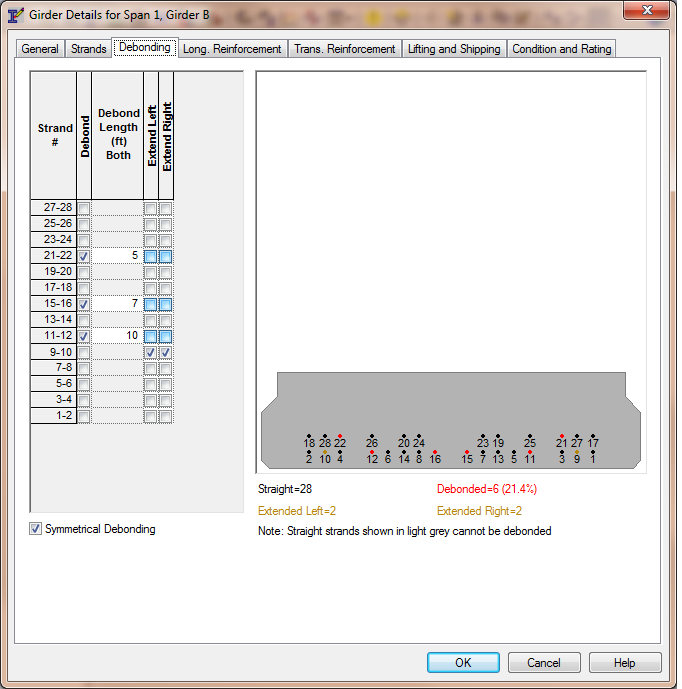 Girder Details for Span 1, Girder B
General Strands Debonding Long. Reinforcement Trans. Reinforcement Lifting and Shipping Condition and Rating
Strand
#
Debond
Debond
Length
(ft)
Both
Extend Left
Extend Right
27-28
25-26
23-24
21-22 5
19-20
17-18
15-16 7
13-14
11-12 10
9-10
7-8
5-6
3-4
1-2
18 28 22 26 20 24 23 19 25 21 27 17
2 10 4 12 6 14 8 16 15 7 13 5 11 3 9 1
Straight=28 Debonded=6 (21.4%)
Extended Left=2 Extended Right=2
Symmetrical Debonding
Note: Straight strands shown in light grey cannot be debonded
OK Cancel Help